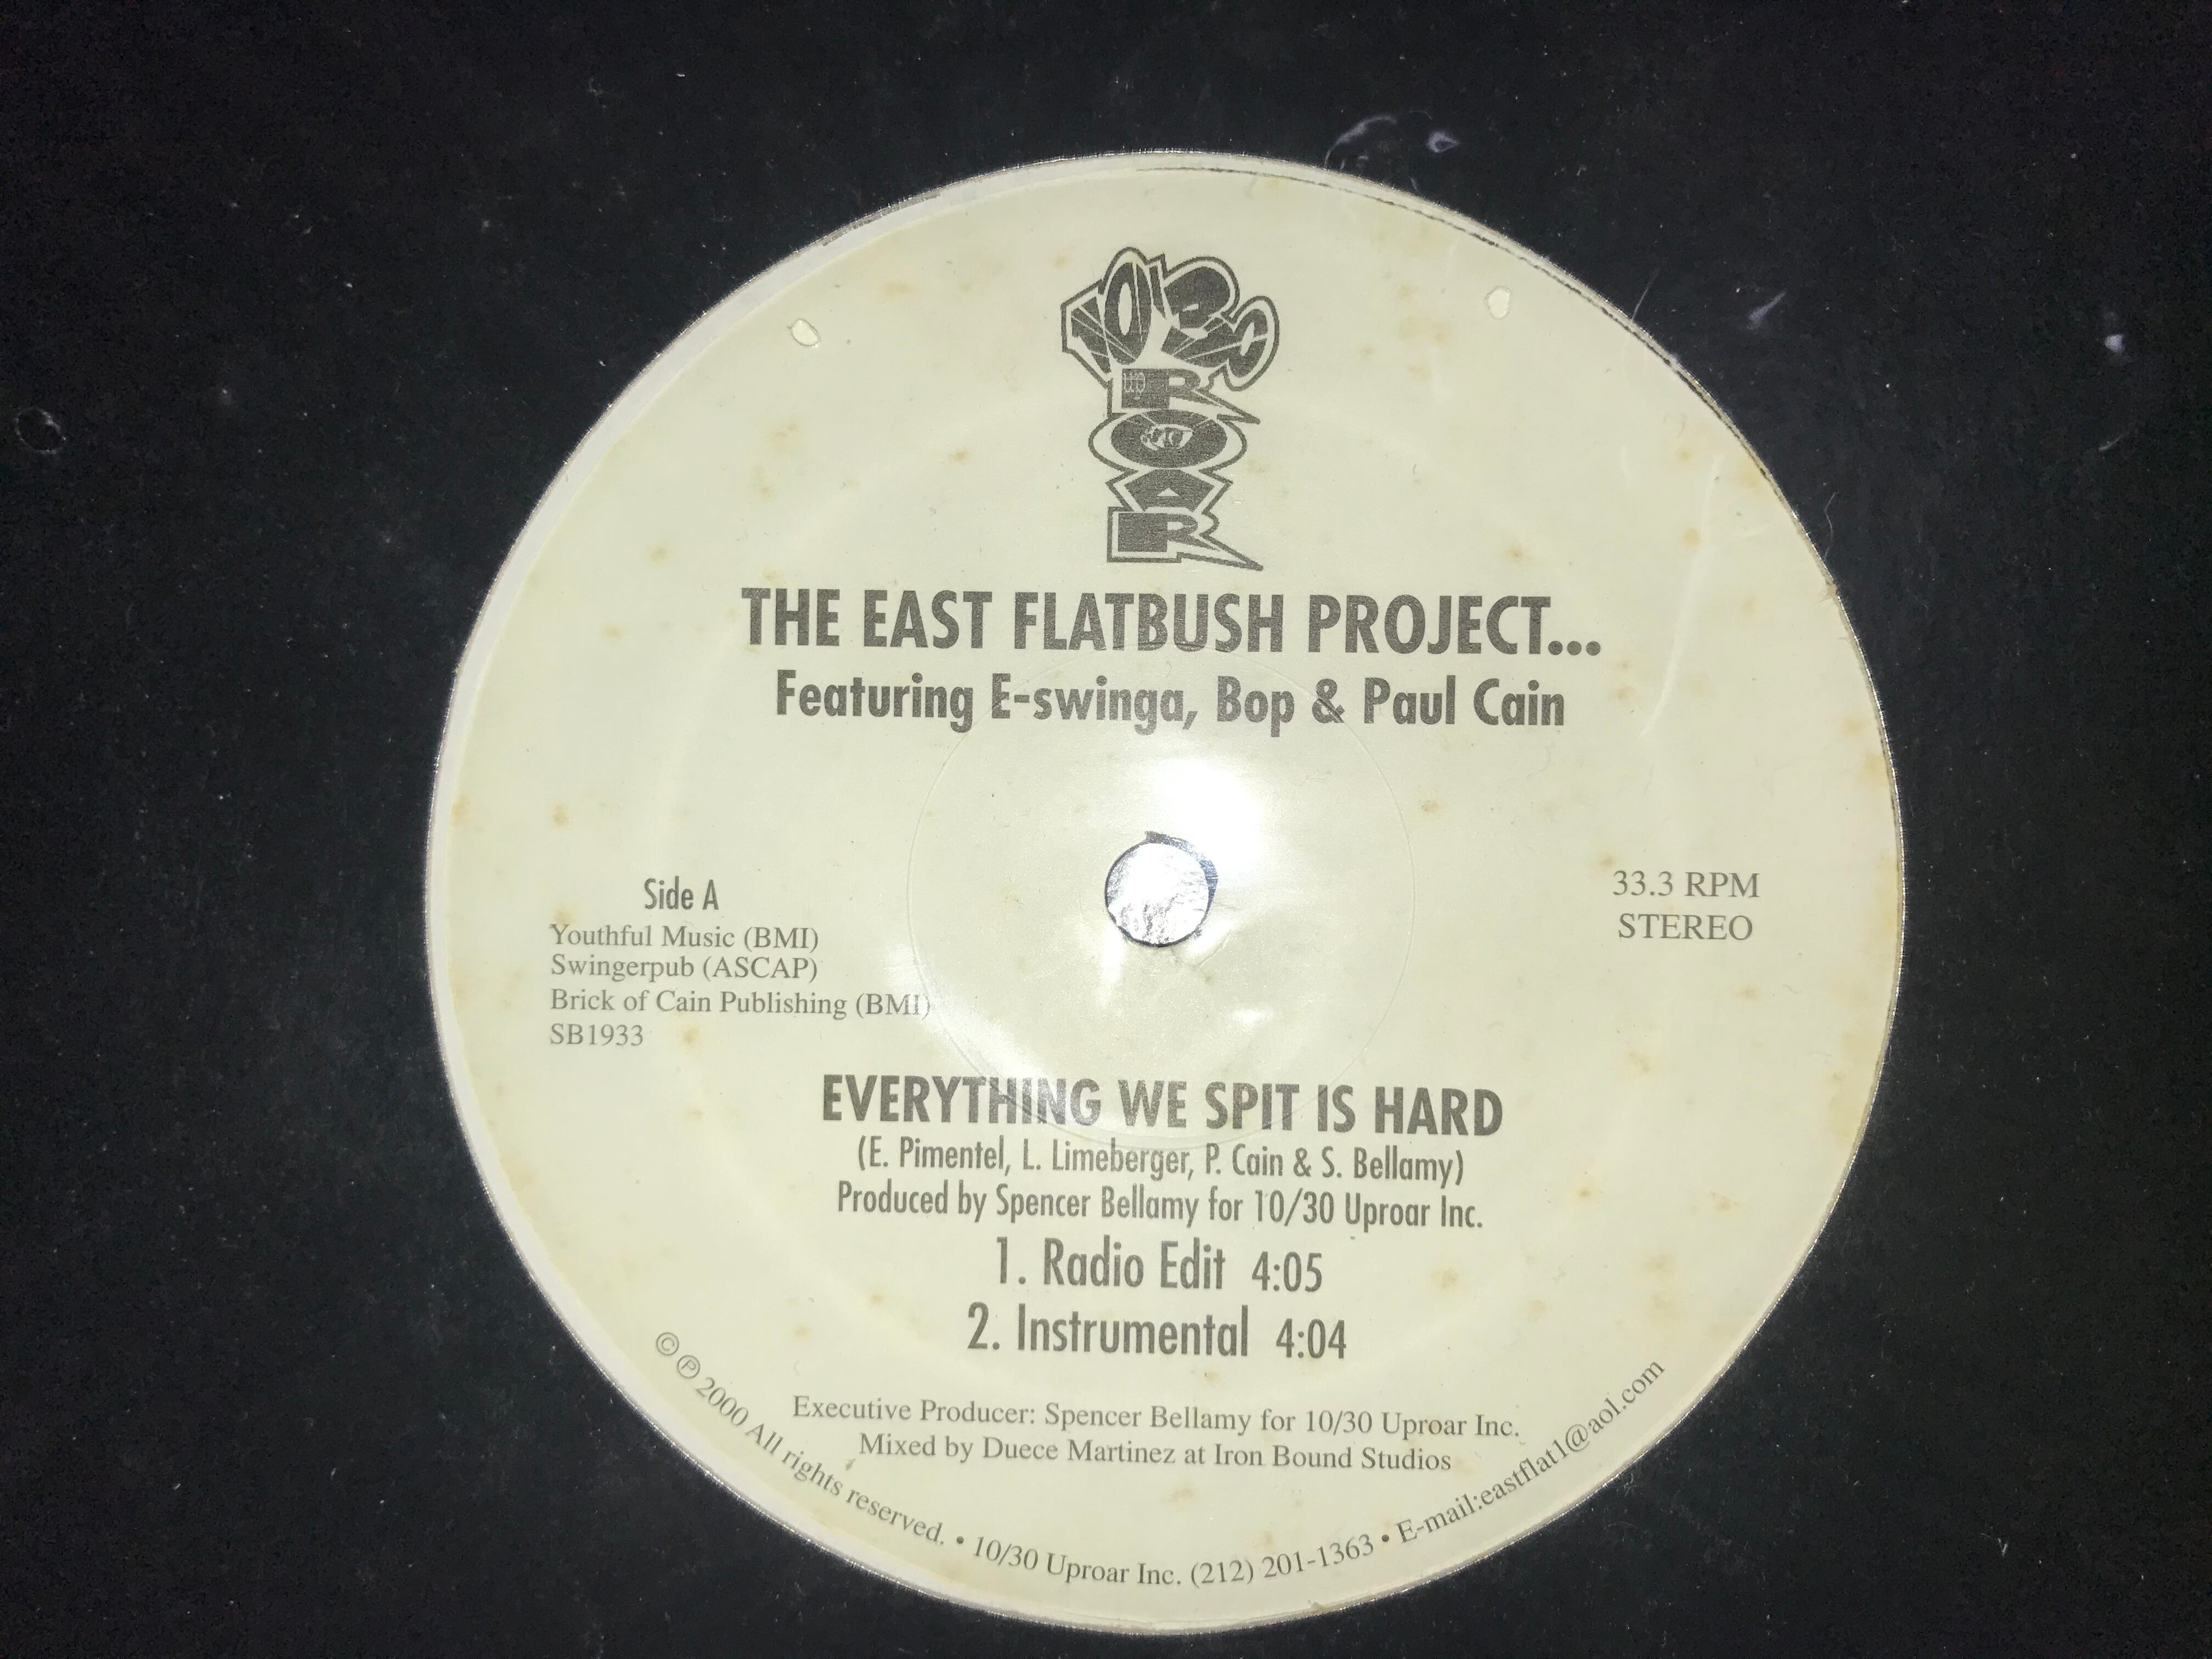 10/30
UPROAR
THE EAST FLATBUSH PROJECT...
Featuring E-swinga, Bop & Paul Cain
Side A
Youthful Music (BMI)
Swingerpub (ASCAP)
Brick of Cain Publishing (BMI)
SB1933
33.3 RPM
STEREO
EVERYTHING WE SPIT IS HARD
(E. Pimentel, L. Limeberger, P. Cain & S. Bellamy)
Produced by Spencer Bellamy for 10/30 Uproar Inc.
1. Radio Edit 4:05
2. Instrumental 4:04
Executive Producer: Spencer Bellamy for 10/30 Uproar Inc.
Mixed by Duece Martinez at Iron Bound Studios
© ℗ 2000 All rights reserved. • 10/30 Uproar Inc. (212) 201-1363 • E-mail:eastflat1@aol.com